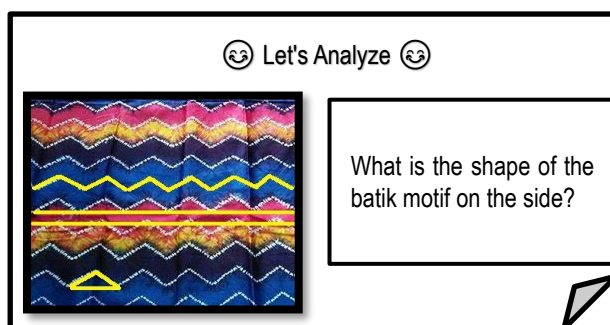 Let's Analyze
What is the shape of the
batik motif on the side?